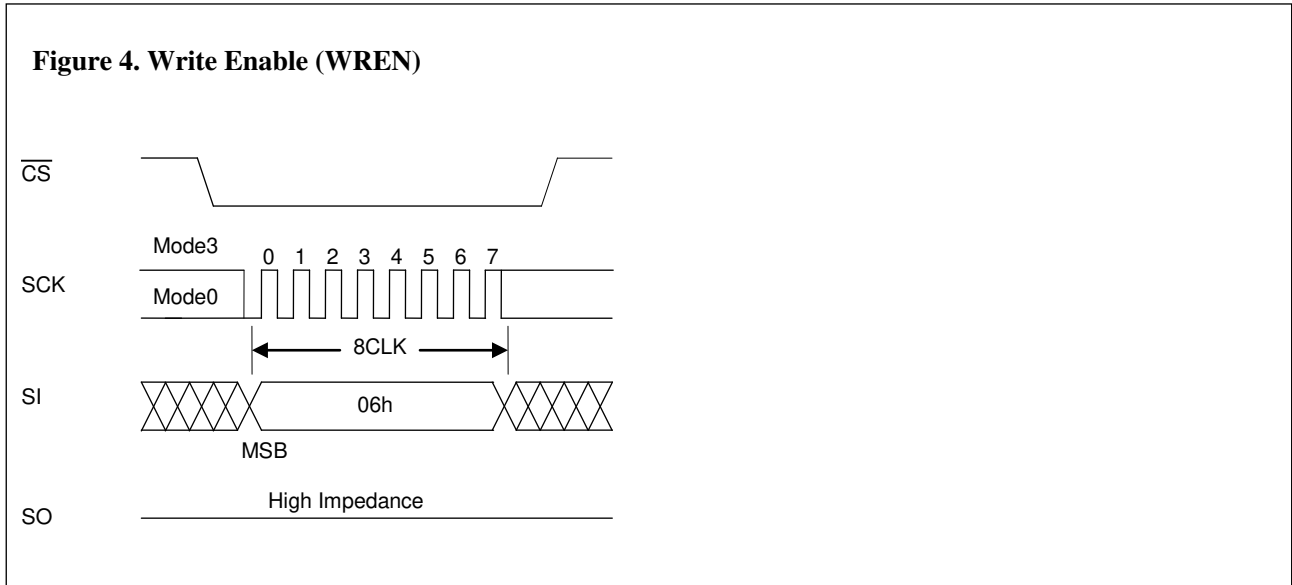 Figure 4. Write Enable (WREN)
CS
Mode3
0 1 2 3 4 5 6 7
SCK
Mode0
8CLK
SI
06h
MSB
High Impedance
SO